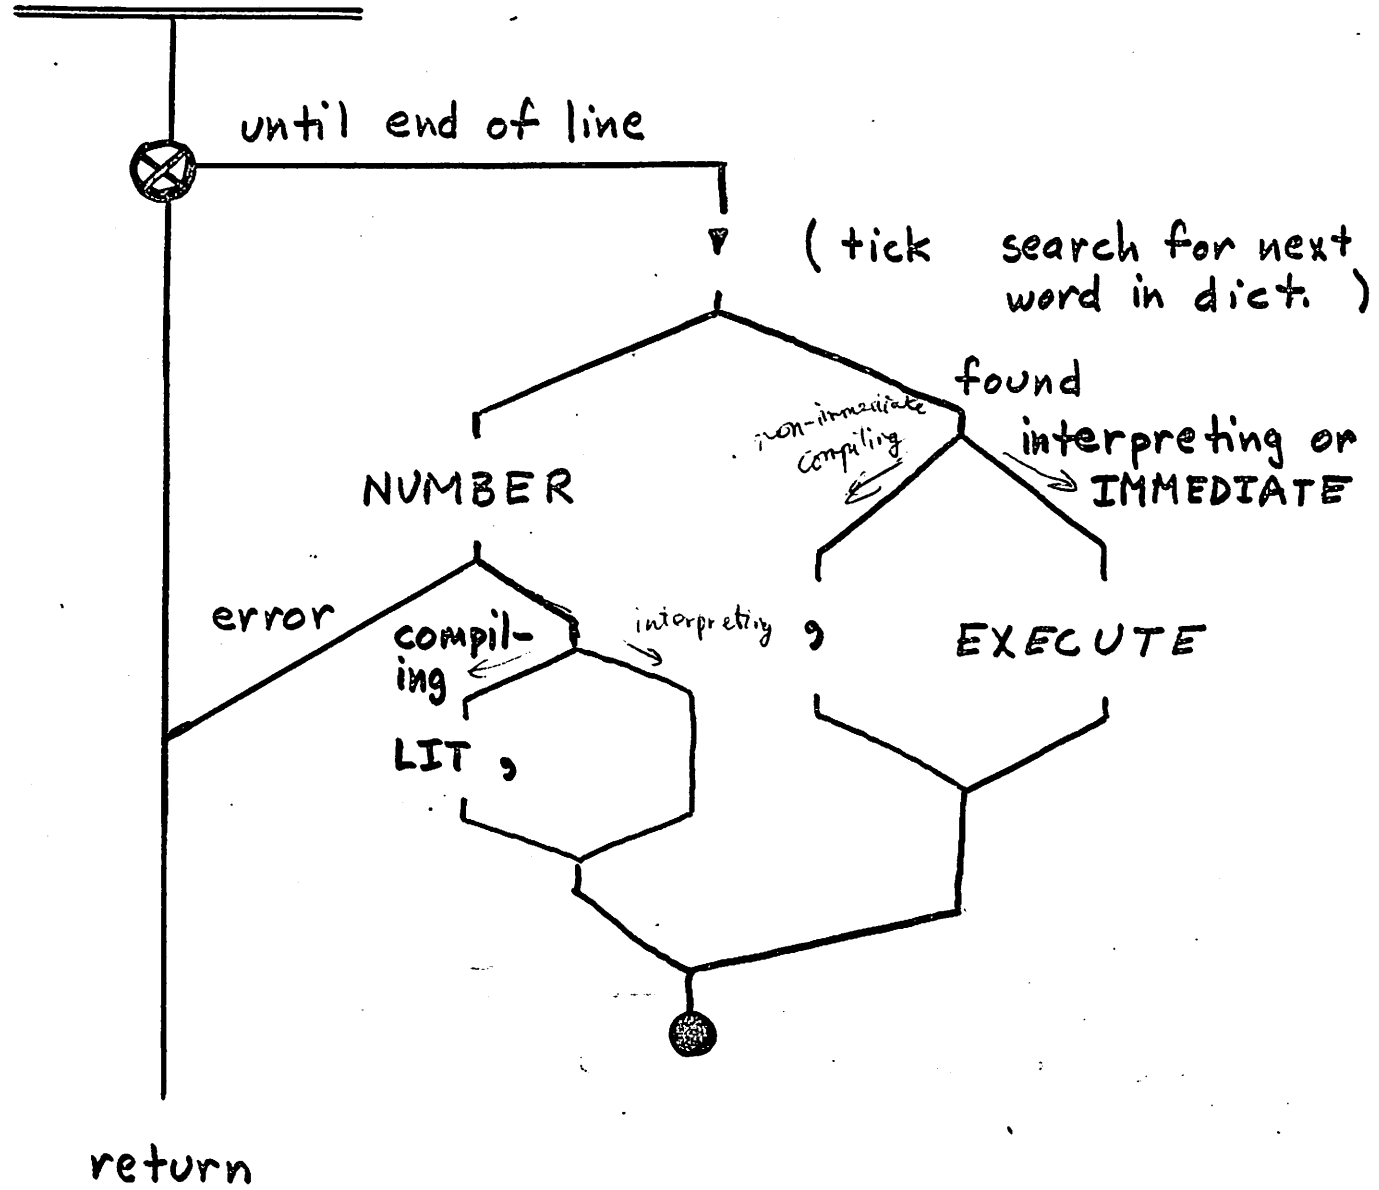 until end of line
( tick search for next
word in dict. )
found
non-immediate
compiling
interpreting or
IMMEDIATE
NUMBER
error
compil-
ing
interpreting
,
EXECUTE
LIT ,
return